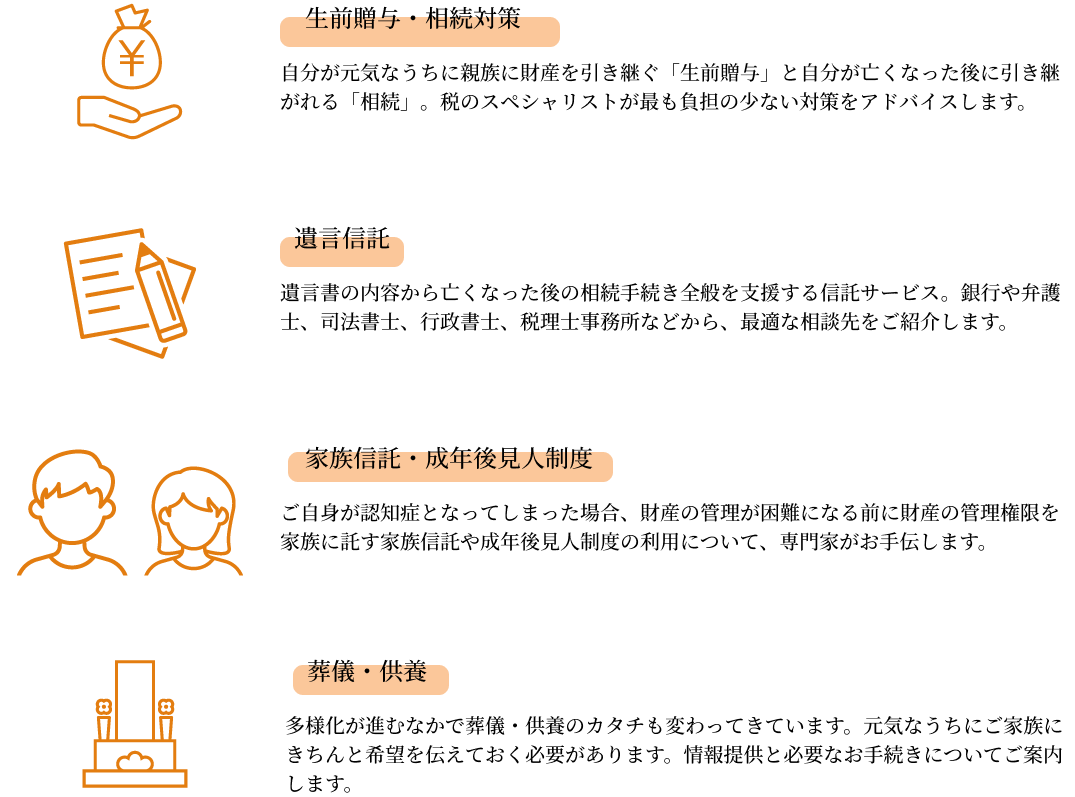 生前贈与・相続対策
自分が元気なうちに親族に財産を引き継ぐ「生前贈与」と自分が亡くなった後に引き継
がれる「相続」。税のスペシャリストが最も負担の少ない対策をアドバイスします。
遺言信託
遺言書の内容から亡くなった後の相続手続き全般を支援する信託サービス。銀行や弁護
士、司法書士、行政書士、税理士事務所などから、最適な相談先をご紹介します。
家族信託・成年後見人制度
ご自身が認知症となってしまった場合、財産の管理が困難になる前に財産の管理権限を
家族に託す家族信託や成年後見人制度の利用について、専門家がお手伝します。
葬儀・供養
多様化が進むなかで葬儀・供養のカタチも変わってきています。元気なうちにご家族に
きちんと希望を伝えておく必要があります。情報提供と必要なお手続きについてご案内
します。